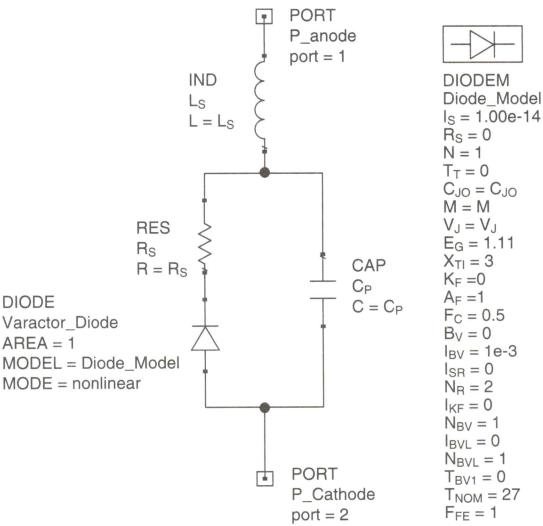 PORT
P_anode
port = 1
IND
LS
L = LS
RES
RS
R = RS
CAP
CP
C = CP
DIODE
Varactor_Diode
AREA = 1
MODEL = Diode_Model
MODE = nonlinear
PORT
P_Cathode
port = 2
DIODEM
Diode_Model
IS = 1.00e-14
RS = 0
N = 1
TT = 0
CJO = CJO
M = M
VJ = VJ
EG = 1.11
XTI = 3
KF =0
AF =1
FC = 0.5
BV = 0
IBV = 1e-3
ISR = 0
NR = 2
IKF = 0
NBV = 1
IBVL = 0
NBVL = 1
TBV1 = 0
TNOM = 27
FFE = 1